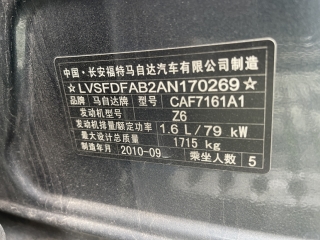 中国·长安福特马自达汽车有限公司制造
☆LVSFDFAB2AN170269☆
品牌 马自达牌 型号 CAF7161A1
发动机型号 Z6
发动机排量/额定功率 1.6 L/79 kW
最大设计总质量 1715 kg
制造年月 2010-09 乘坐人数 5